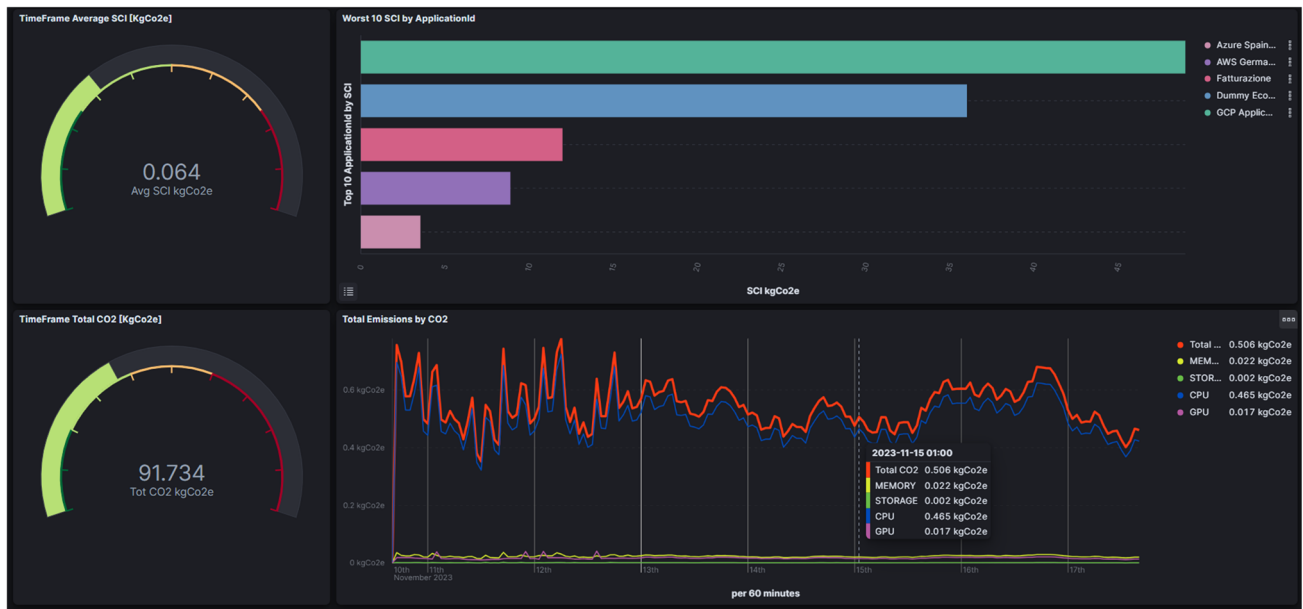 TimeFrame Average SCI [KgCo2e]
0.064
Avg SCI kgCo2e
Worst 10 SCI by ApplicationId
Top 10 ApplicationId by SCI
0 5 10 15 20 25 30 35 40 45
SCI kgCo2e
Azure Spain...
AWS Germa...
Fatturazione
Dummy Eco...
GCP Applic...
TimeFrame Total CO2 [KgCo2e]
91.734
Tot CO2 kgCo2e
Total Emissions by CO2
0.6 kgCo2e
0.4 kgCo2e
0.2 kgCo2e
0 kgCo2e
10th 11th 12th 13th 14th 15th 16th 17th
November 2023
per 60 minutes
2023-11-15 01:00
Total CO2 0.506 kgCo2e
MEMORY 0.022 kgCo2e
STORAGE 0.002 kgCo2e
CPU 0.465 kgCo2e
GPU 0.017 kgCo2e
Total ... 0.506 kgCo2e
MEM... 0.022 kgCo2e
STOR... 0.002 kgCo2e
CPU 0.465 kgCo2e
GPU 0.017 kgCo2e